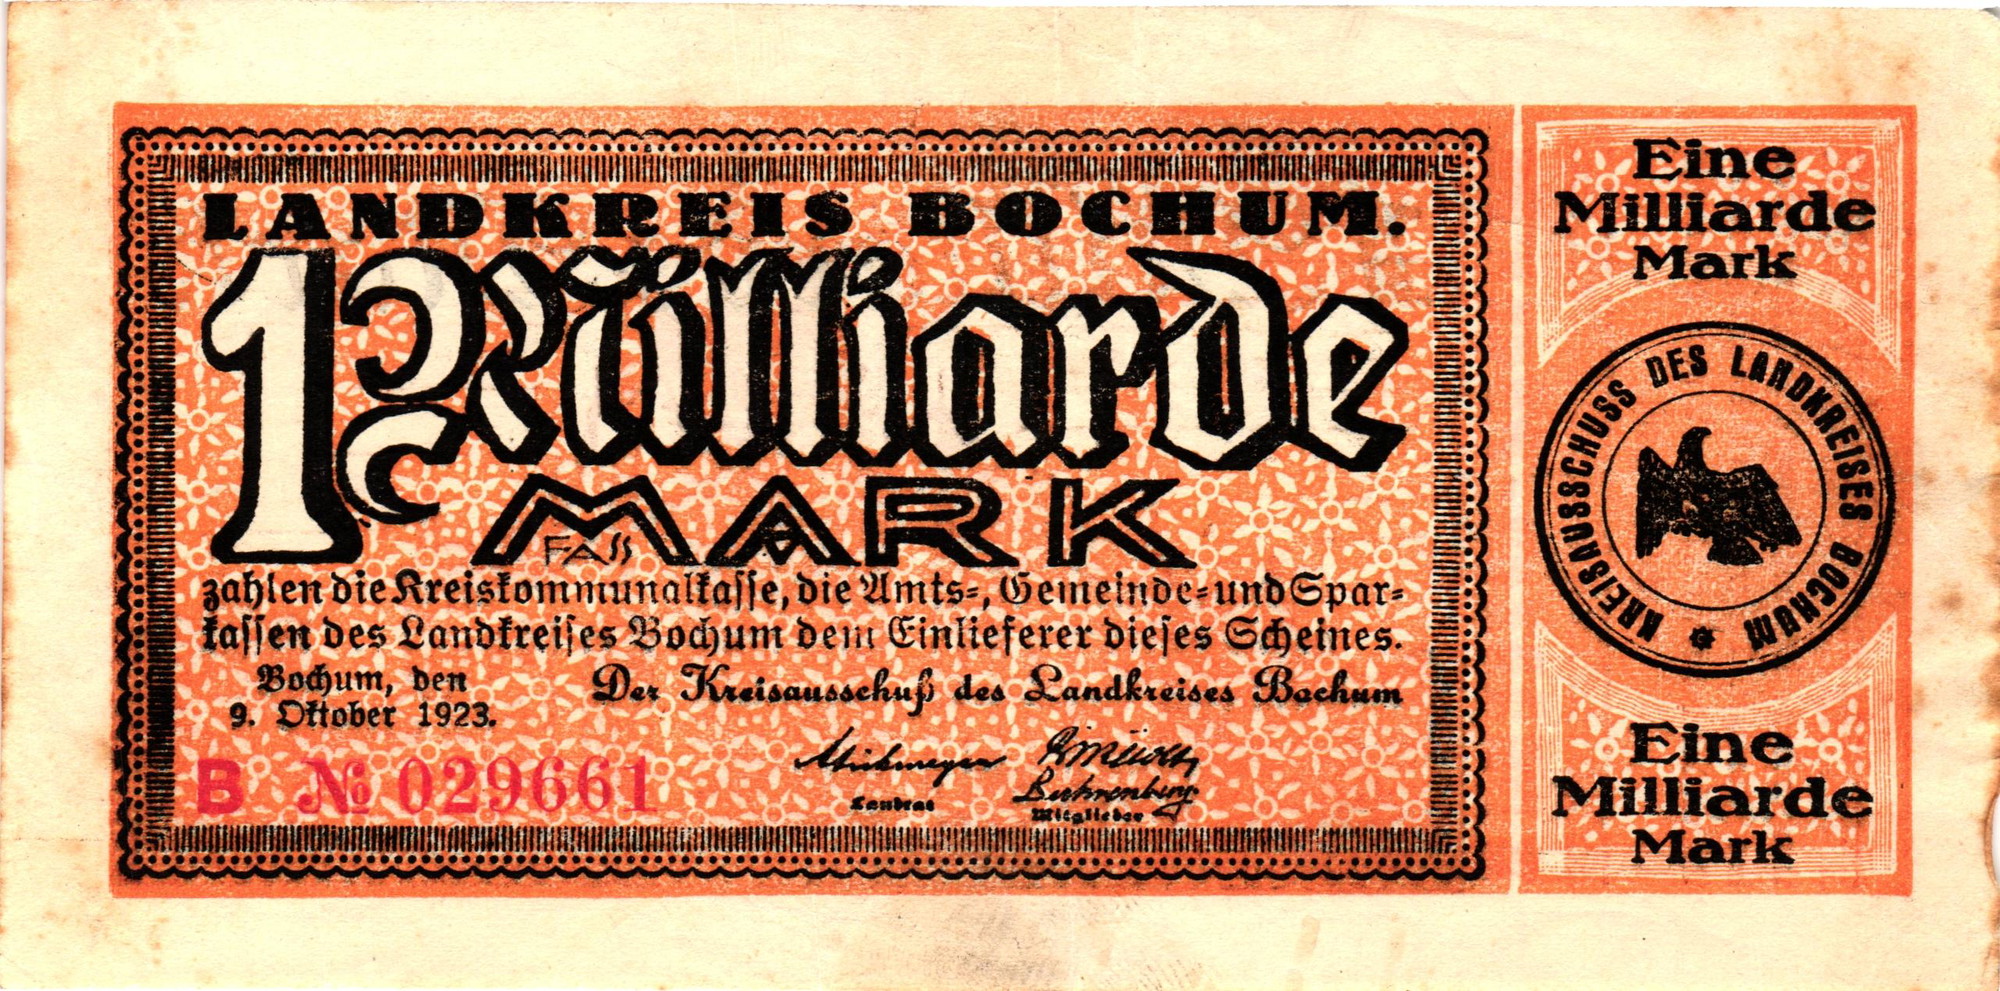 LANDKREIS BOCHUM.
1 Milliarde
MARK
FASS
zahlen die Kreiskommunalkasse, die Amts-, Gemeinde- und Spar-
kassen des Landkreises Bochum dem Einlieferer dieses Scheines.
Bochum, den
9. Oktober 1923.
Der Kreisausschuß des Landkreises Bochum
Landrat
Mitglieder
B № 029661
Eine
Milliarde
Mark
KREISAUSSCHUSS DES LANDKREISES BOCHUM
Eine
Milliarde
Mark